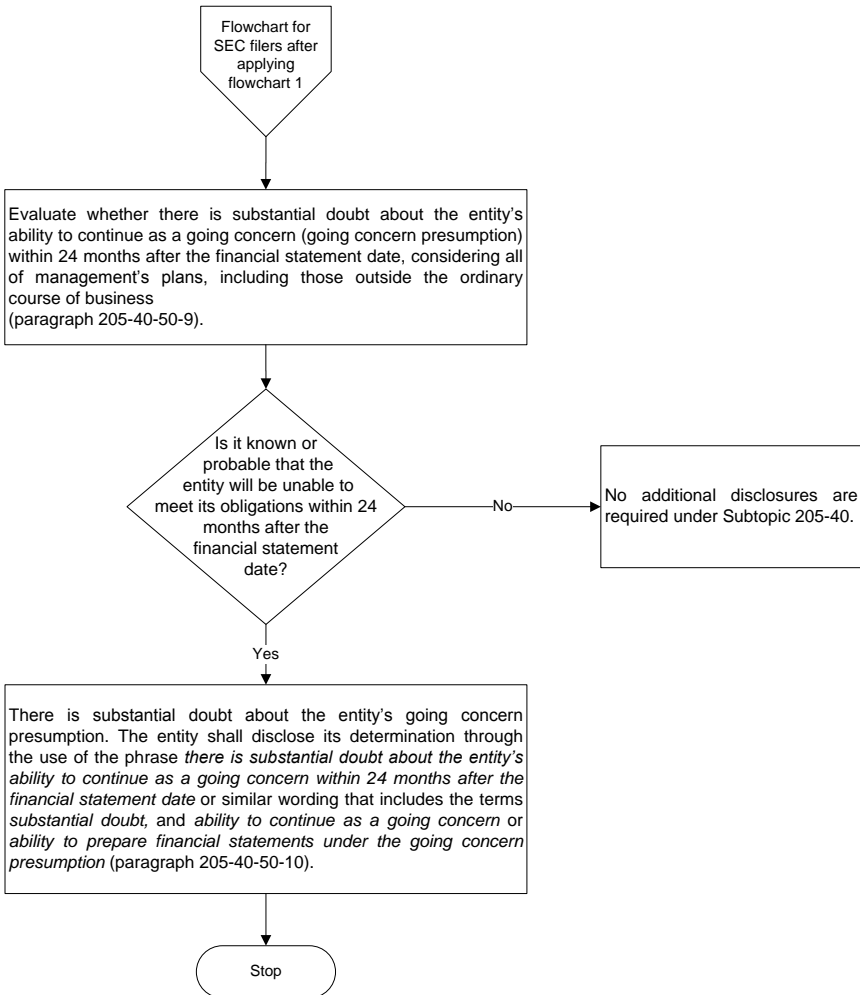 Flowchart for
SEC filers after
applying
flowchart 1
Evaluate whether there is substantial doubt about the entity's
ability to continue as a going concern (going concern presumption)
within 24 months after the financial statement date, considering all
of management's plans, including those outside the ordinary
course of business
(paragraph 205-40-50-9).
Is it known or
probable that the
entity will be unable to
meet its obligations within 24
months after the
financial statement
date?
No
No additional disclosures are
required under Subtopic 205-40.
Yes
There is substantial doubt about the entity's going concern
presumption. The entity shall disclose its determination through
the use of the phrase there is substantial doubt about the entity's
ability to continue as a going concern within 24 months after the
financial statement date or similar wording that includes the terms
substantial doubt, and ability to continue as a going concern or
ability to prepare financial statements under the going concern
presumption (paragraph 205-40-50-10).
Stop